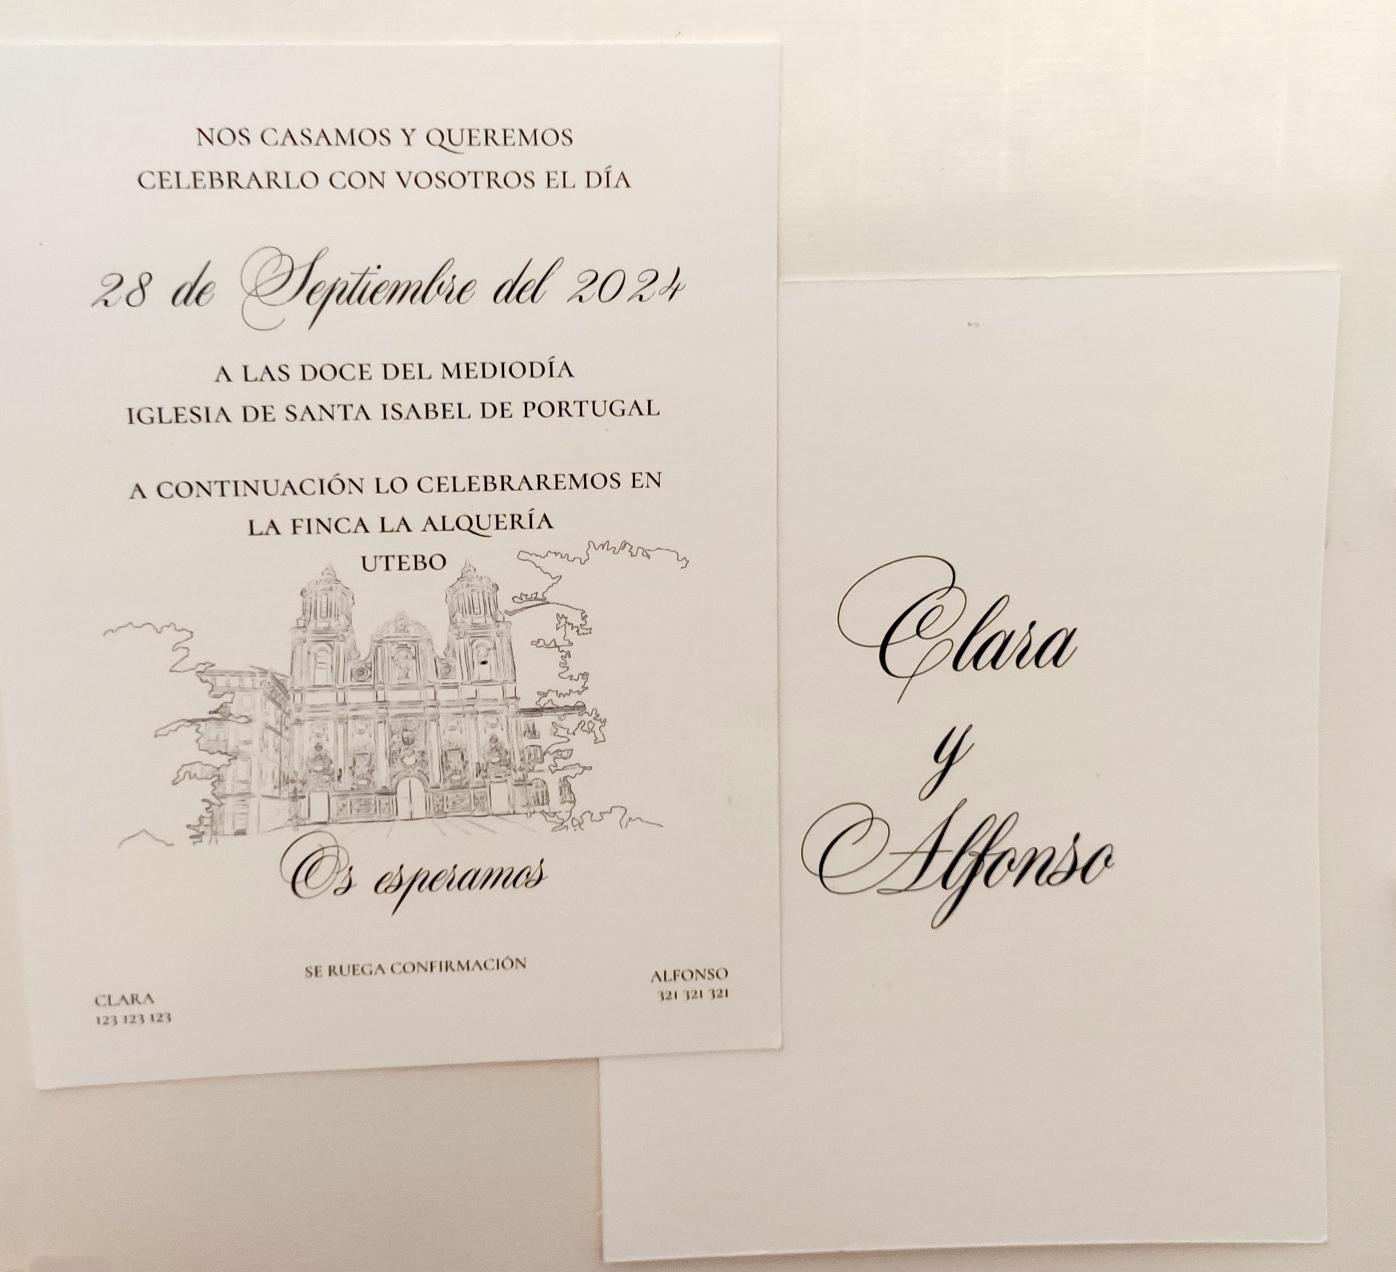 NOS CASAMOS Y QUEREMOS
CELEBRARLO CON VOSOTROS EL DÍA
28 de Septiembre del 2024
A LAS DOCE DEL MEDIODÍA
IGLESIA DE SANTA ISABEL DE PORTUGAL
A CONTINUACIÓN LO CELEBRAREMOS EN
LA FINCA LA ALQUERÍA
UTEBO
Os esperamos
SE RUEGA CONFIRMACIÓN
CLARA
123 123 123
ALFONSO
321 321 321
Clara
y
Alfonso